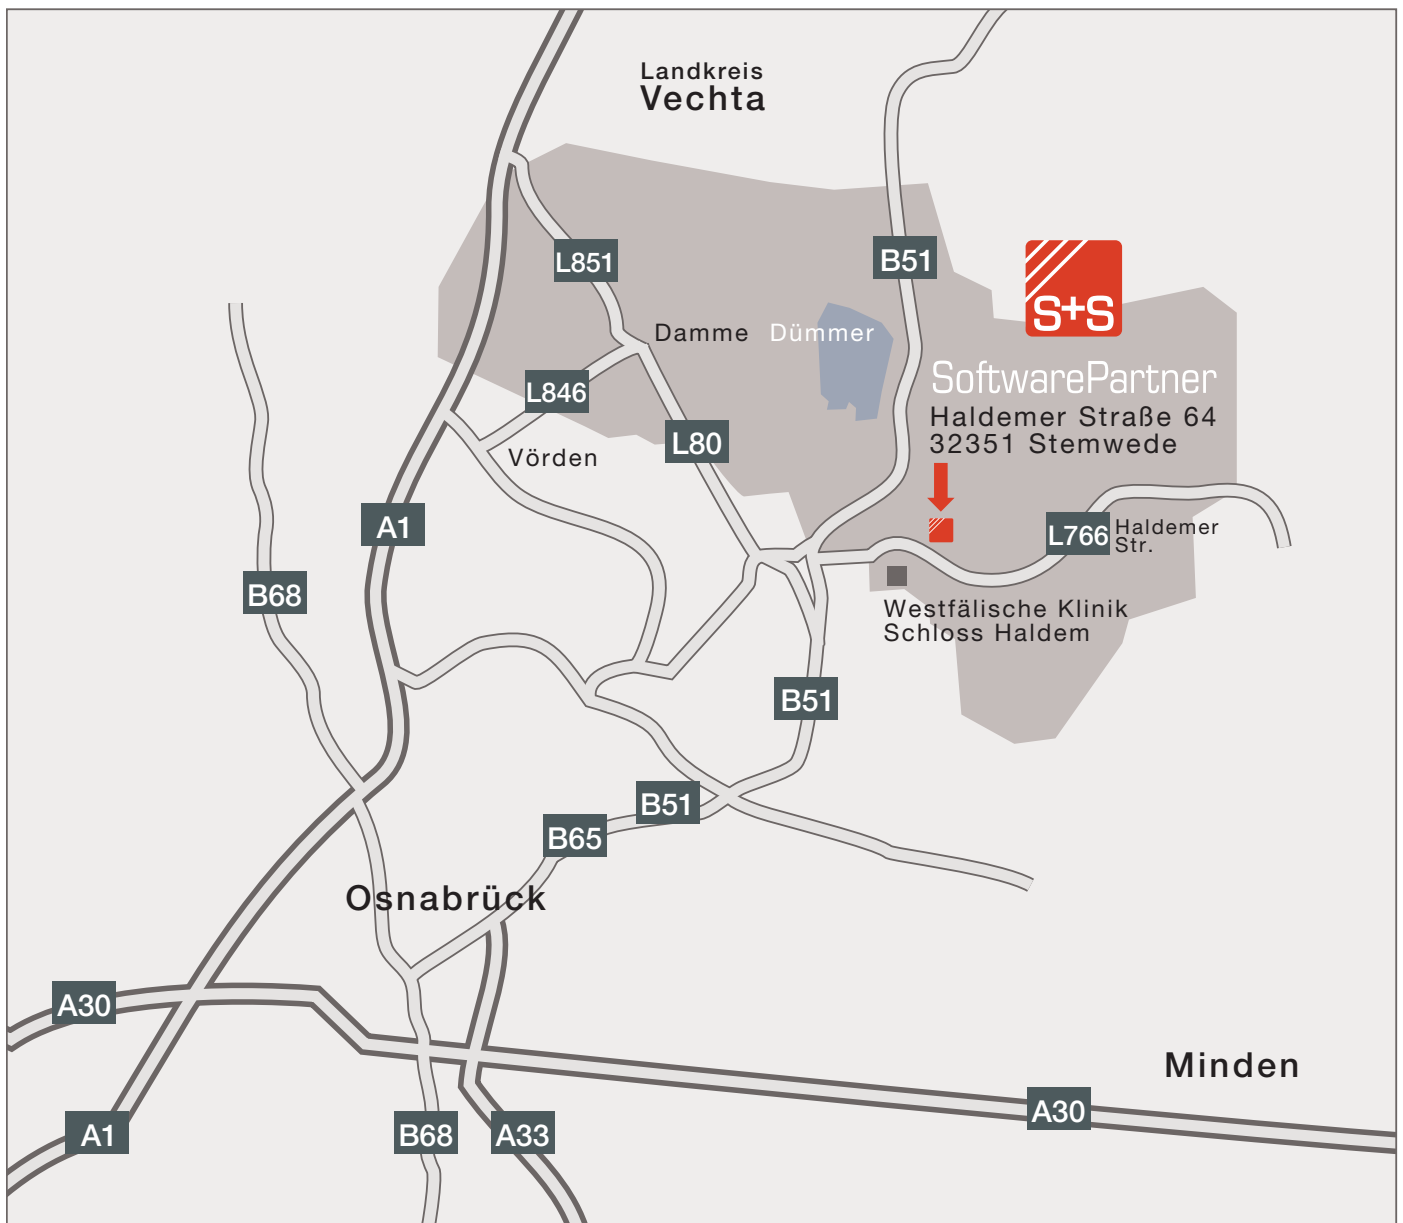 Landkreis
Vechta
L851
B51
S+S
Damme
Dümmer
SoftwarePartner
L846
Haldemer Straße 64
32351 Stemwede
L80
Vörden
A1
L766
Haldemer
Str.
B68
Westfälische Klinik
Schloss Haldem
B51
B51
B65
Osnabrück
A30
Minden
A30
A1
B68
A33